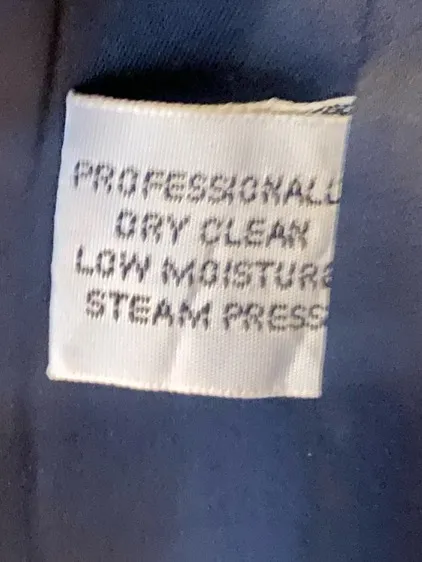 PROFESSIONALL
DRY CLEAN
LOW MOISTURE
STEAM PRESS